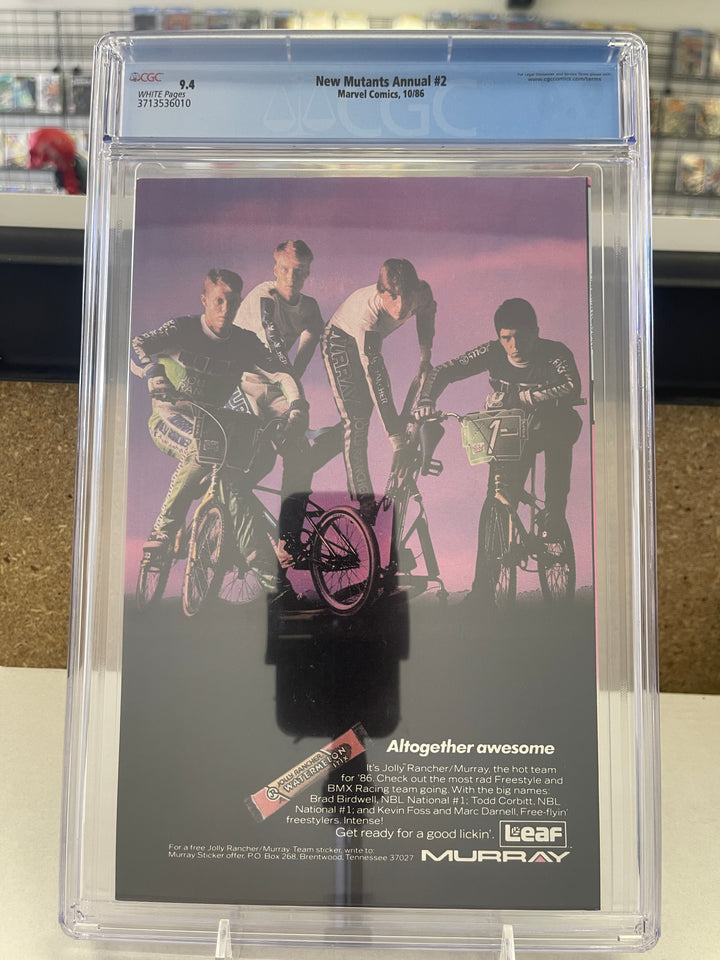 CGC 9.4
WHITE Pages
3713536010
New Mutants Annual #2
Marvel Comics, 10/86
www.cgccomics.com/terms
CGC
MURRAY
1
JOLLY RANCHER
WATERMELON
STIX
Altogether awesome
It's Jolly Rancher/Murray, the hot team
for '86. Check out the most rad Freestyle and
BMX Racing team going. With the big names:
Brad Birdwell, NBL National #1; Todd Corbitt, NBL
National #1; and Kevin Foss and Marc Darnell, Free-flyin'
freestylers. Intense!
Get ready for a good lickin'.
Leaf
For a free Jolly Rancher/Murray Team sticker, write to:
Murray Sticker offer, P.O. Box 268, Brentwood, Tennessee 37027
MURRAY